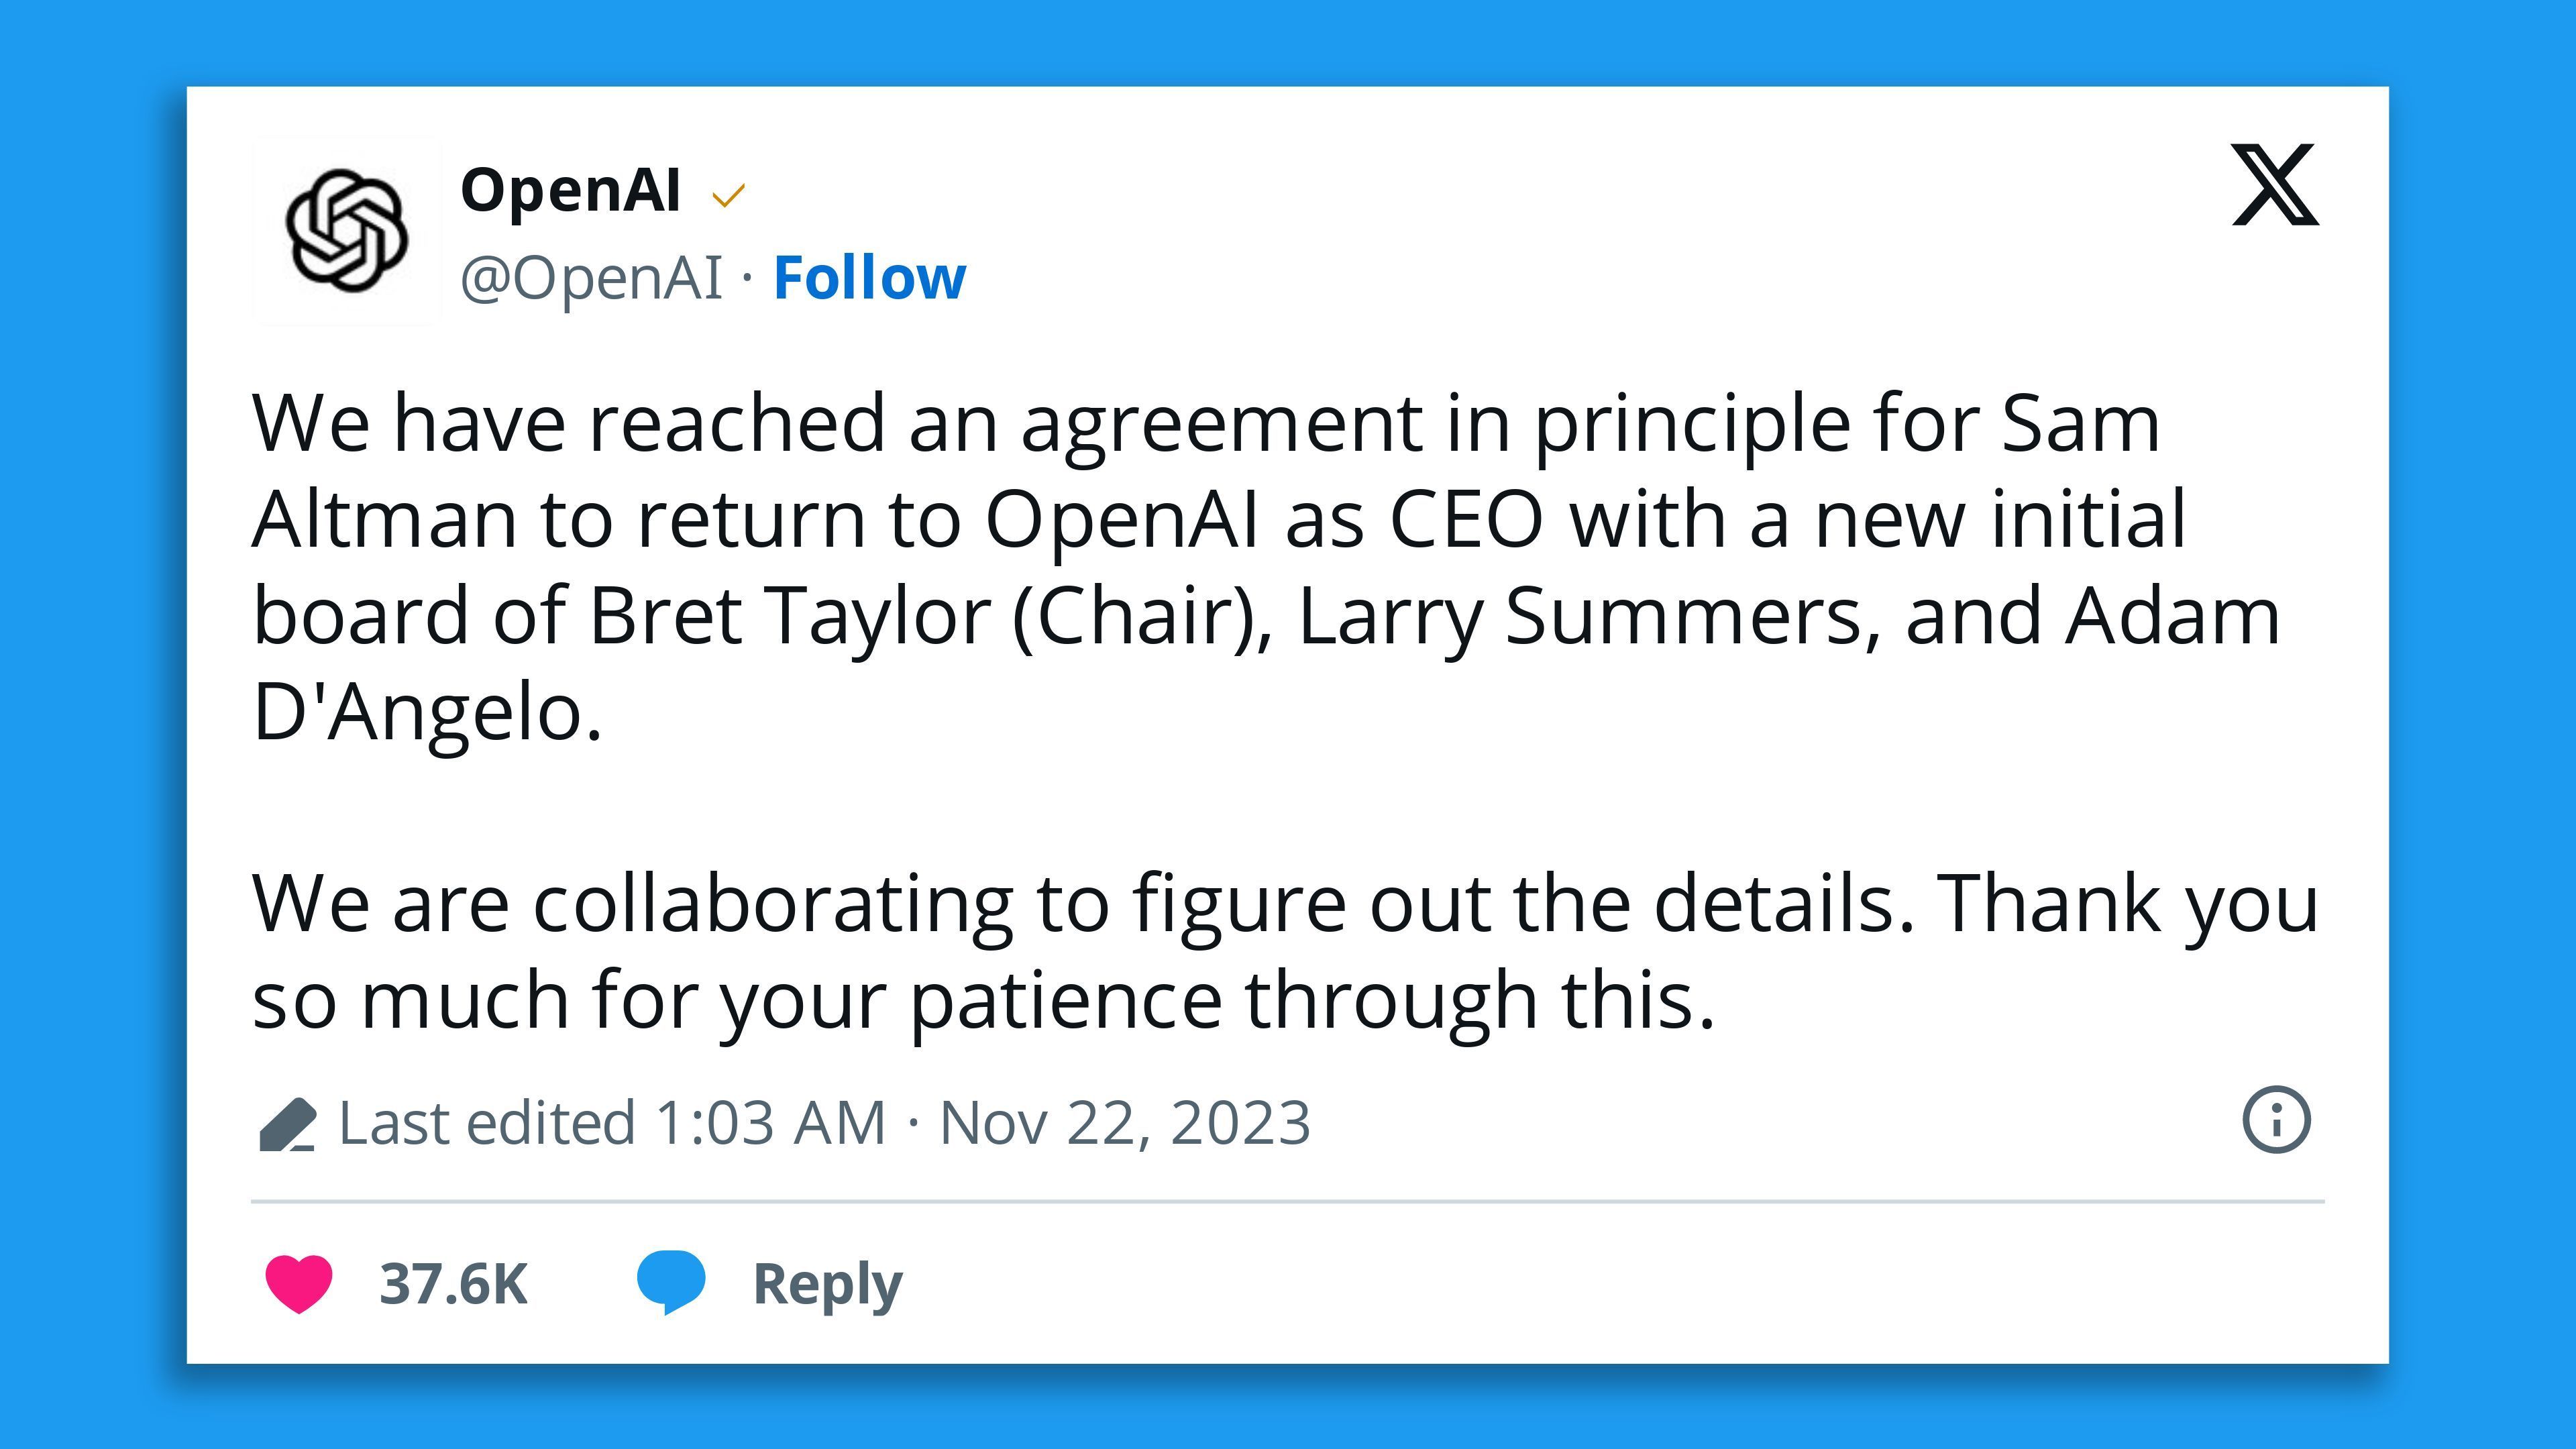 OpenAI
@OpenAI · Follow
We have reached an agreement in principle for Sam
Altman to return to OpenAI as CEO with a new initial
board of Bret Taylor (Chair), Larry Summers, and Adam
D'Angelo.
We are collaborating to figure out the details. Thank you
so much for your patience through this.
Last edited 1:03 AM · Nov 22, 2023
37.6K Reply